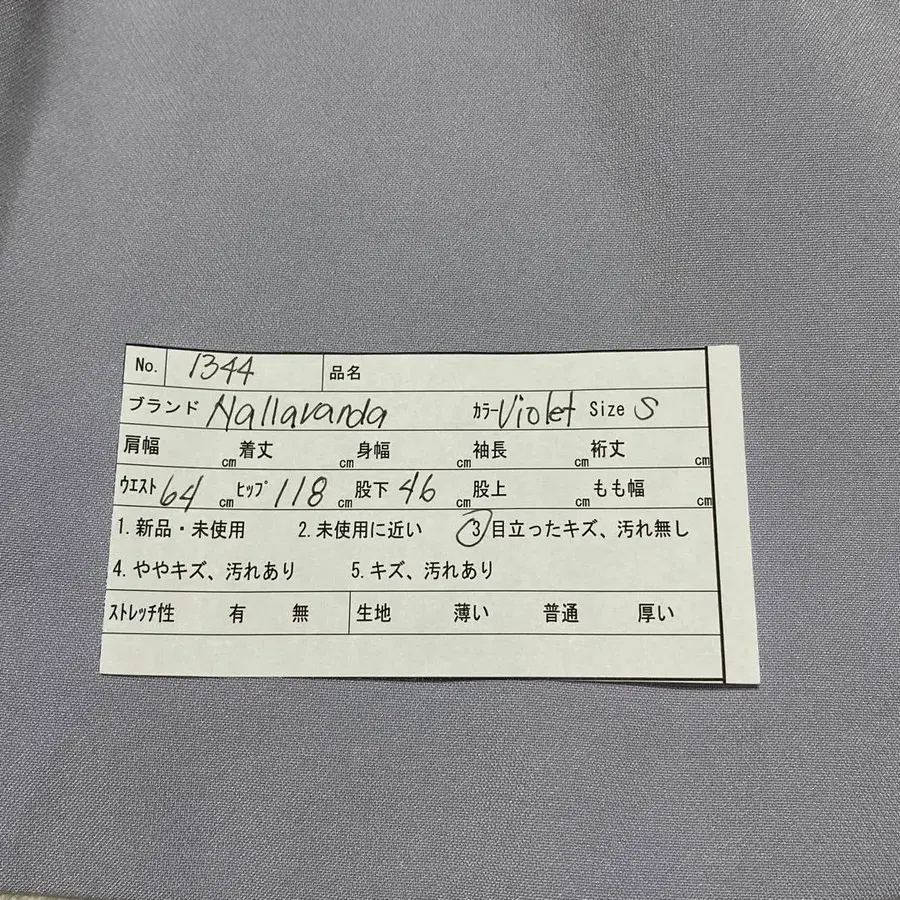 No. 1344 品名
ブランド Nallavanda ｶﾗｰ Violet Size S
肩幅 cm 着丈 cm 身幅 cm 袖長 cm 裄丈 cm
ｳｴｽﾄ 64 cm ﾋｯﾌﾟ 118 cm 股下 46 cm 股上 cm もも幅 cm
1. 新品・未使用 2. 未使用に近い 3 目立ったキズ、汚れ無し
4. ややキズ、汚れあり 5. キズ、汚れあり
ｽﾄﾚｯﾁ性 有 無 生地 薄い 普通 厚い